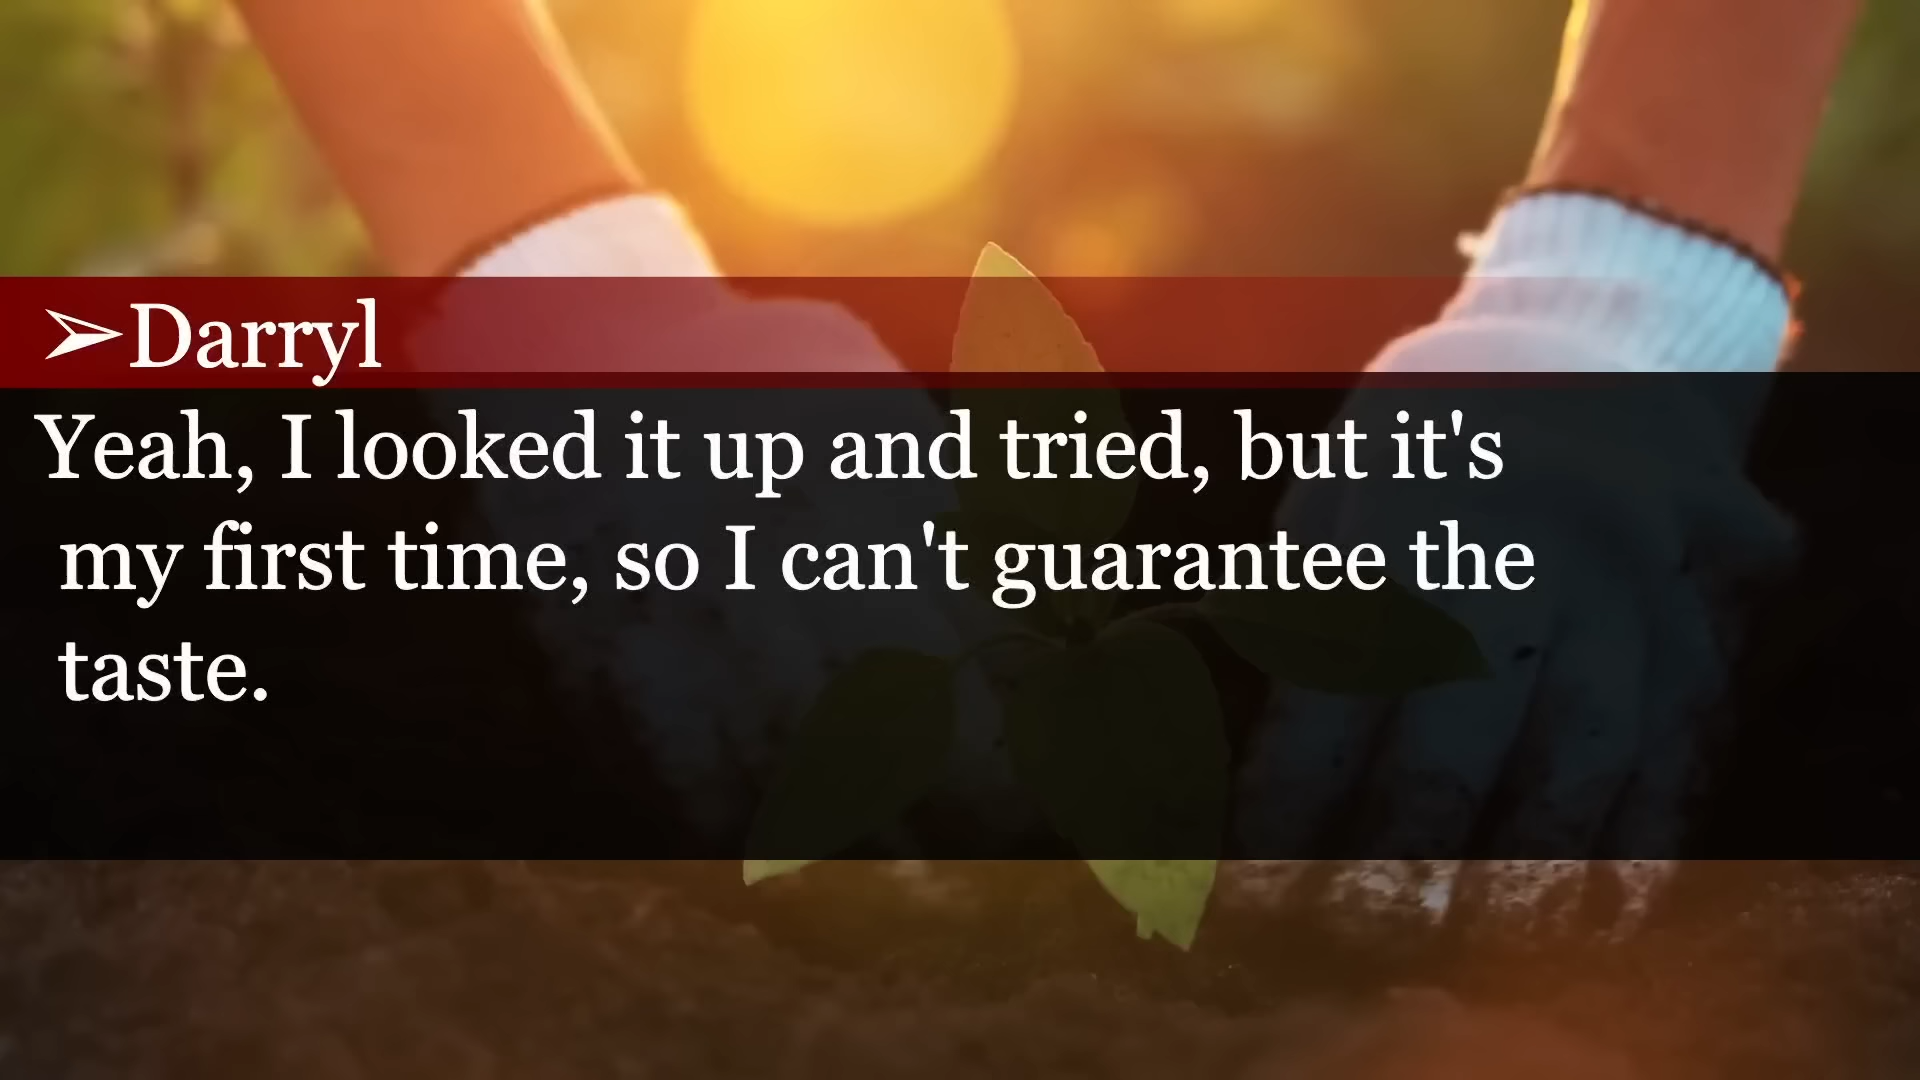 ➢Darryl
Yeah, I looked it up and tried, but it's
my first time, so I can't guarantee the
taste.